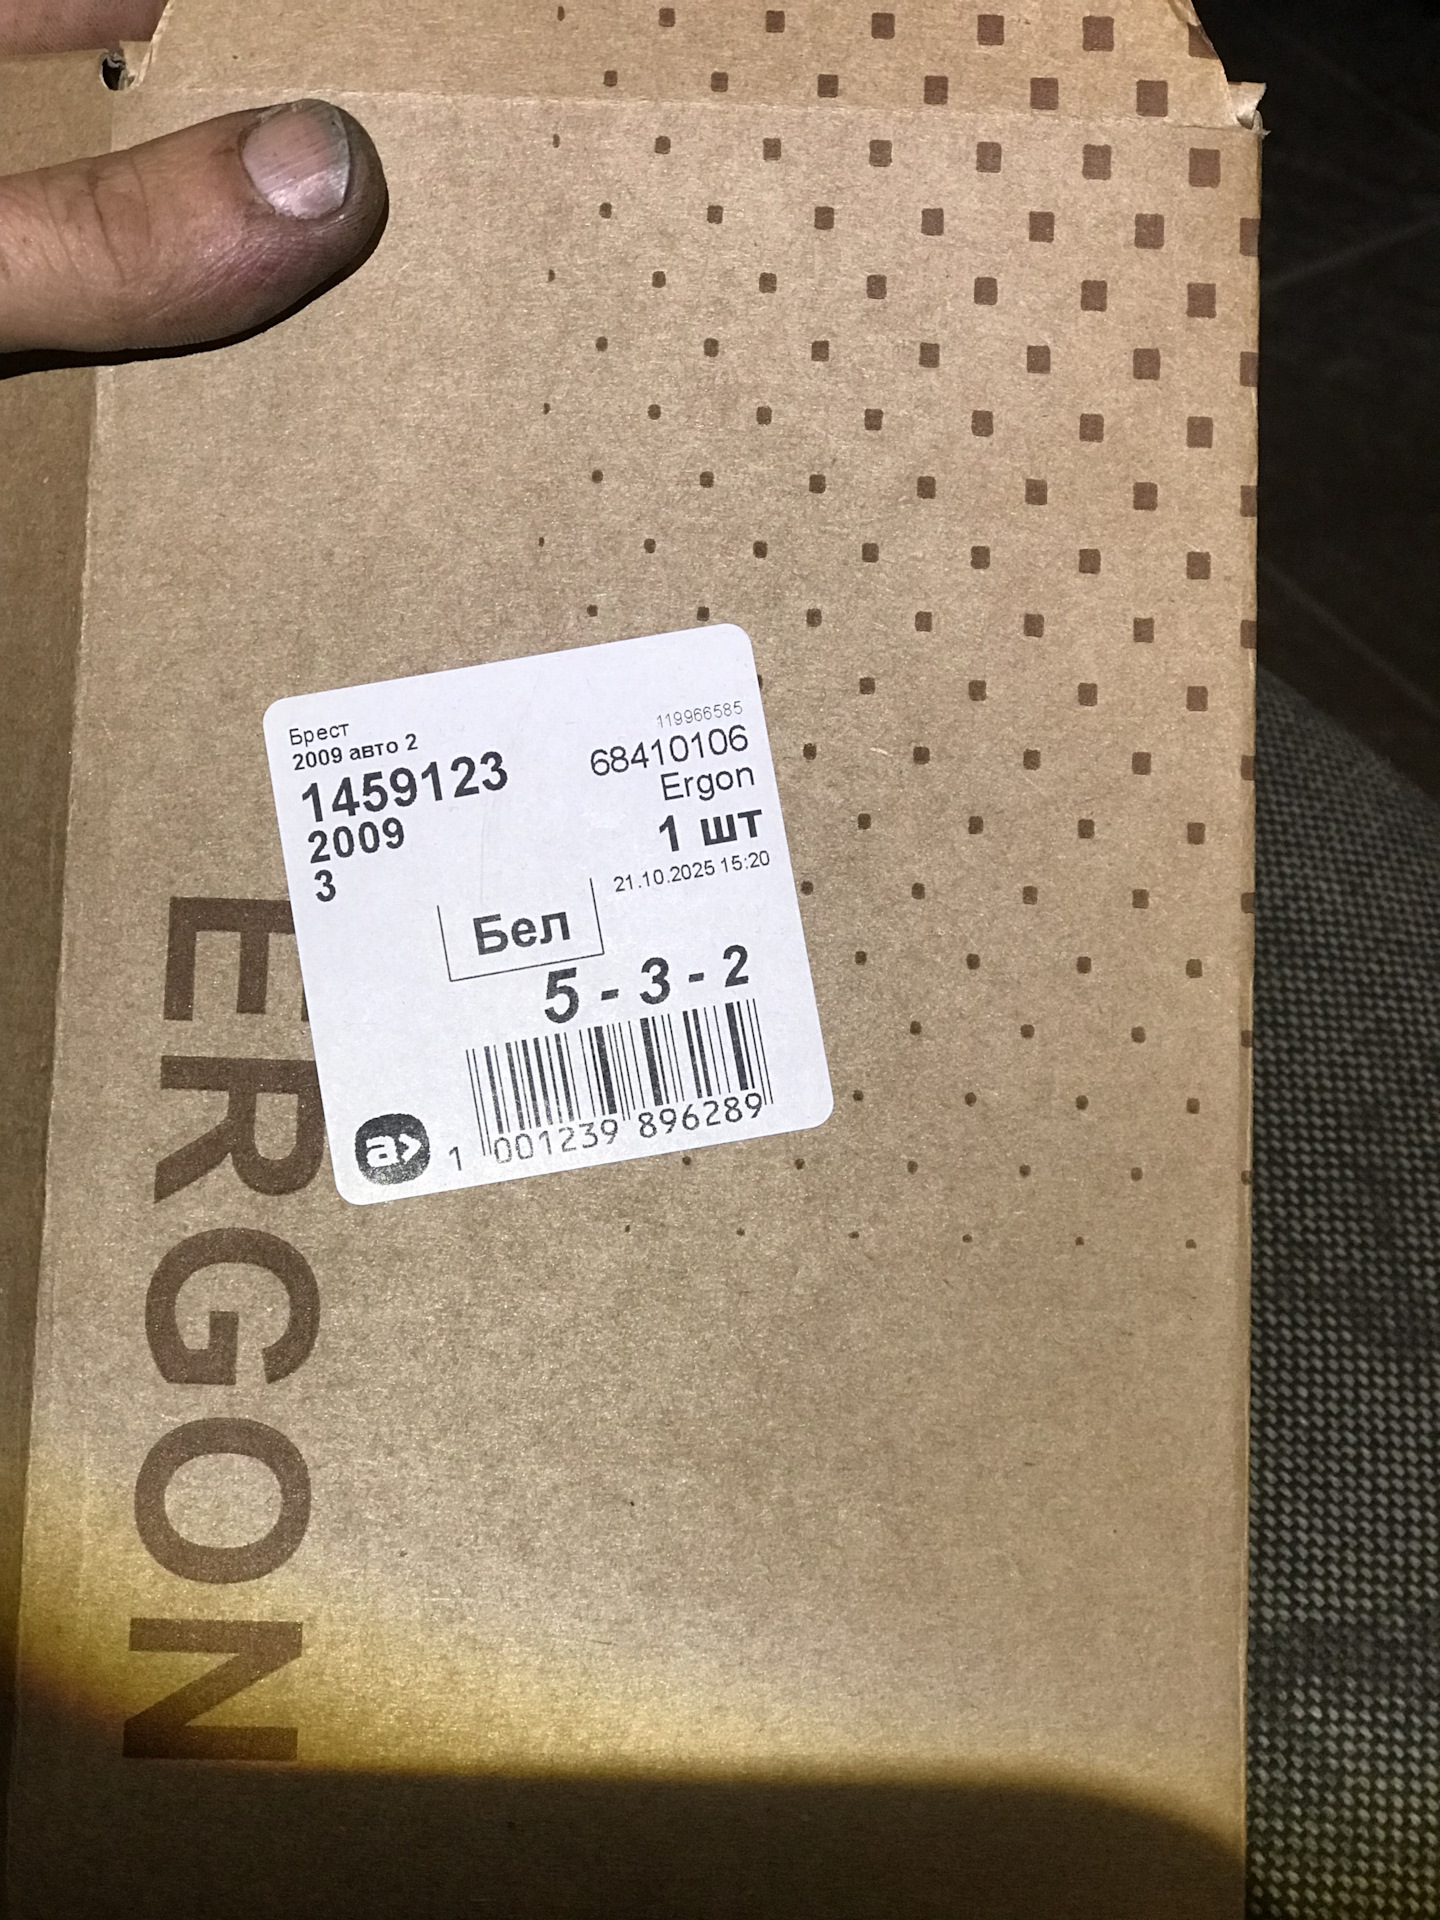 Брест
2009 авто 2
1459123
2009
3
119966585
68410106
Ergon
1 шт
21.10.2025 15:20
Бел
5 - 3 - 2
1 001239 896289
a>
ERGON